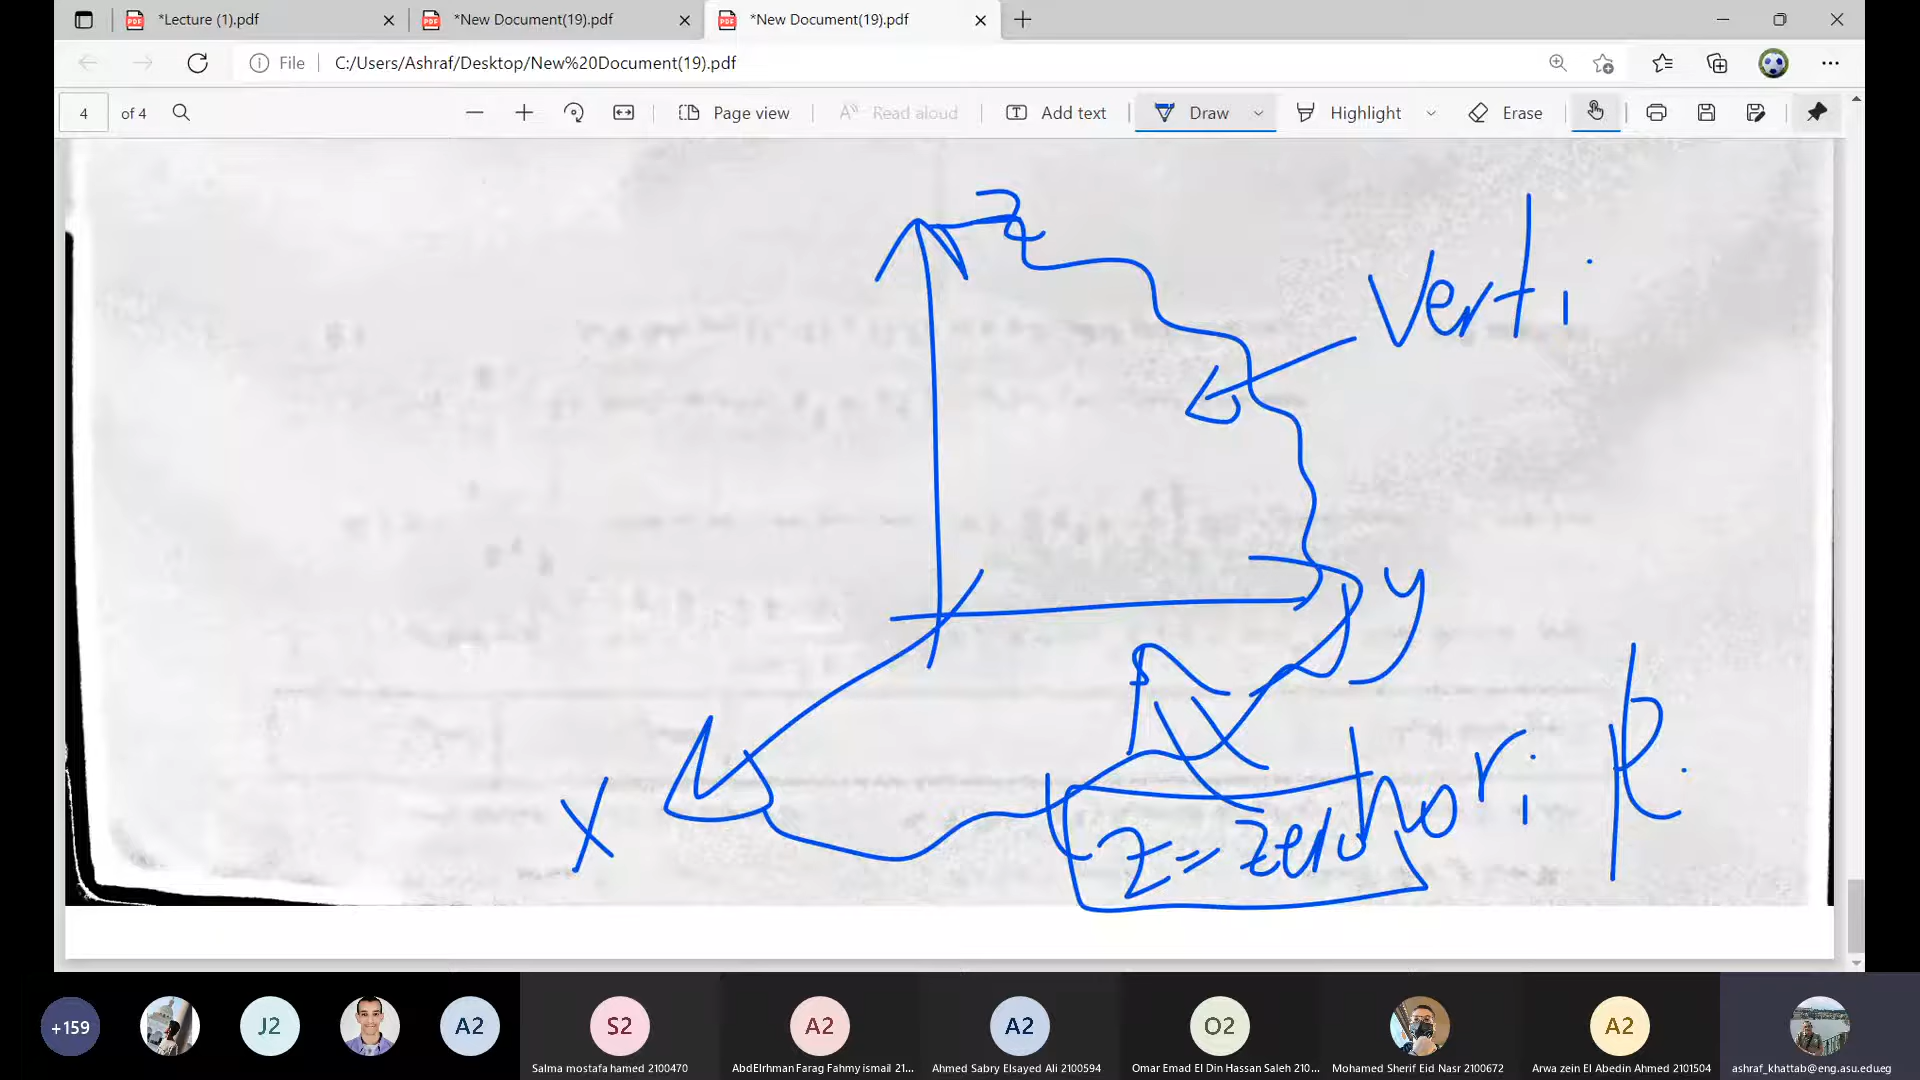 *Lecture (1).pdf
*New Document(19).pdf
*New Document(19).pdf
File
C:/Users/Ashraf/Desktop/New%20Document(19).pdf
4 of 4
Page view
Read aloud
Add text
Draw
Highlight
Erase
z
Verti
y
x
hori
P.
z = zero
+159
J2
A2
S2
A2
A2
O2
A2
Salma mostafa hamed 2100470
AbdElrhman Farag Fahmy ismail 21...
Ahmed Sabry Elsayed Ali 2100594
Omar Emad El Din Hassan Saleh 210...
Mohamed Sherif Eid Nasr 2100672
Arwa zein El Abedin Ahmed 2101504
ashraf_khattab@eng.asu.edueg